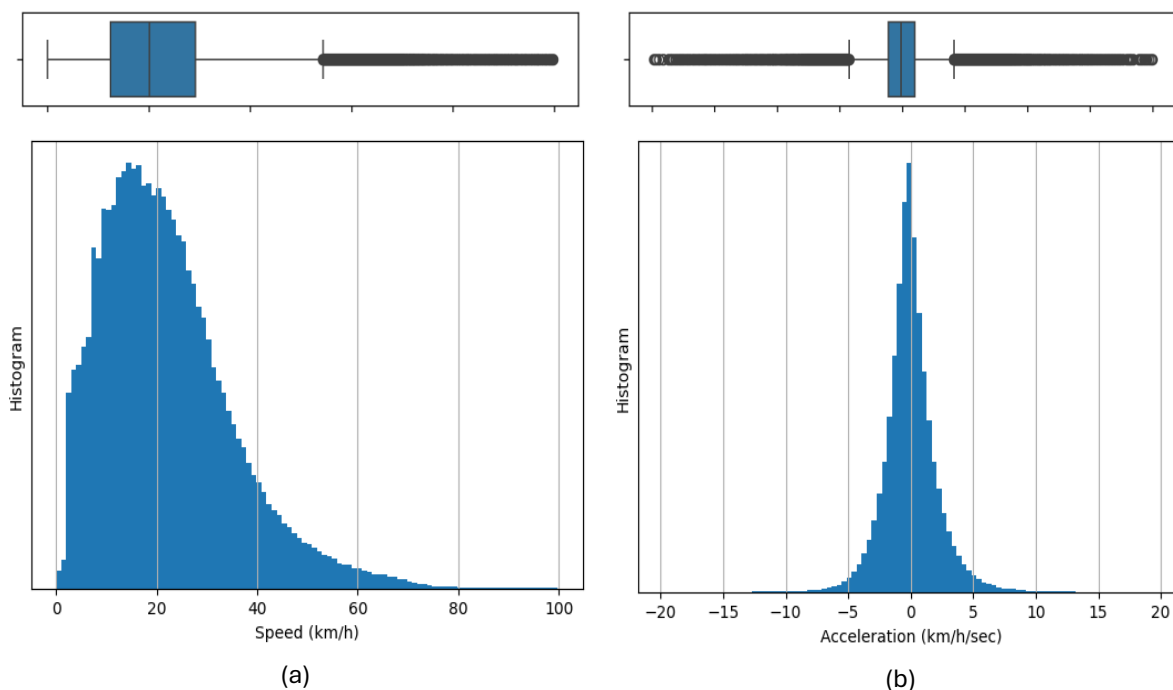 Histogram
0 20 40 60 80 100
Speed (km/h)
(a)
Histogram
−20 −15 −10 −5 0 5 10 15 20
Acceleration (km/h/sec)
(b)